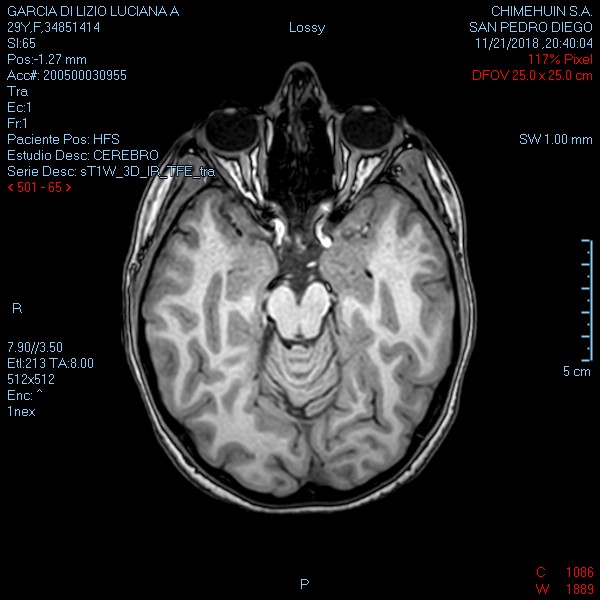 GARCIA DI LIZIO LUCIANA A
29Y,F,34851414
Sl:65
Pos:-1.27 mm
Acc#: 200500030955
Tra
Ec:1
Fr:1
Paciente Pos: HFS
Estudio Desc: CEREBRO
Serie Desc: sT1W_3D_IR_TFE_tra
< 501 - 65 >
Lossy
CHIMEHUIN S.A.
SAN PEDRO DIEGO
11/21/2018 ,20:40:04
117% Pixel
DFOV 25.0 x 25.0 cm
SW 1.00 mm
R
7.90//3.50
Etl:213 TA:8.00
512x512
Enc: ^
1nex
5 cm
P
C 1086
W 1889